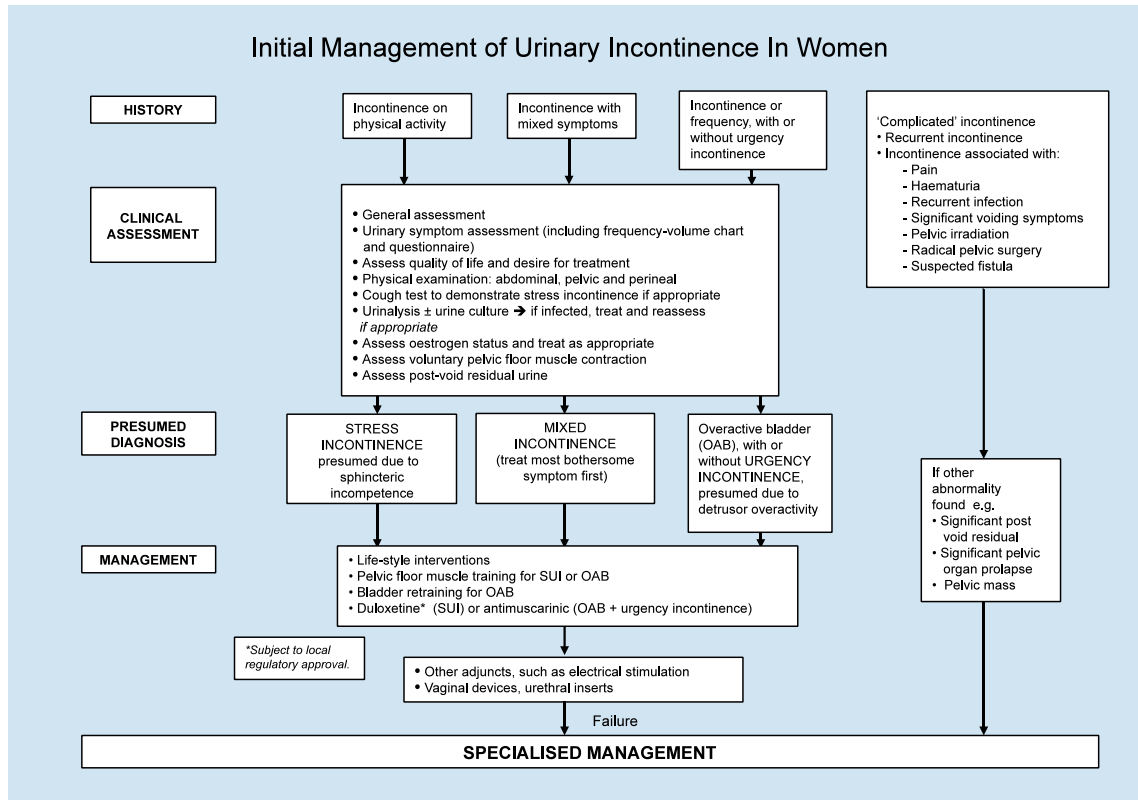 Initial Management of Urinary Incontinence In Women
HISTORY
Incontinence on
physical activity
Incontinence with
mixed symptoms
Incontinence or
frequency, with or
without urgency
incontinence
'Complicated' incontinence
• Recurrent incontinence
• Incontinence associated with:
- Pain
- Haematuria
- Recurrent infection
- Significant voiding symptoms
- Pelvic irradiation
- Radical pelvic surgery
- Suspected fistula
CLINICAL
ASSESSMENT
• General assessment
• Urinary symptom assessment (including frequency-volume chart
and questionnaire)
• Assess quality of life and desire for treatment
• Physical examination: abdominal, pelvic and perineal
• Cough test to demonstrate stress incontinence if appropriate
• Urinalysis ± urine culture ➔ if infected, treat and reassess
if appropriate
• Assess oestrogen status and treat as appropriate
• Assess voluntary pelvic floor muscle contraction
• Assess post-void residual urine
PRESUMED
DIAGNOSIS
STRESS
INCONTINENCE
presumed due to
sphincteric
incompetence
MIXED
INCONTINENCE
(treat most bothersome
symptom first)
Overactive bladder
(OAB), with or
without URGENCY
INCONTINENCE,
presumed due to
detrusor overactivity
If other
abnormality
found e.g.
• Significant post
void residual
• Significant pelvic
organ prolapse
• Pelvic mass
MANAGEMENT
• Life-style interventions
• Pelvic floor muscle training for SUI or OAB
• Bladder retraining for OAB
• Duloxetine* (SUI) or antimuscarinic (OAB + urgency incontinence)
*Subject to local
regulatory approval.
• Other adjuncts, such as electrical stimulation
• Vaginal devices, urethral inserts
Failure
SPECIALISED MANAGEMENT